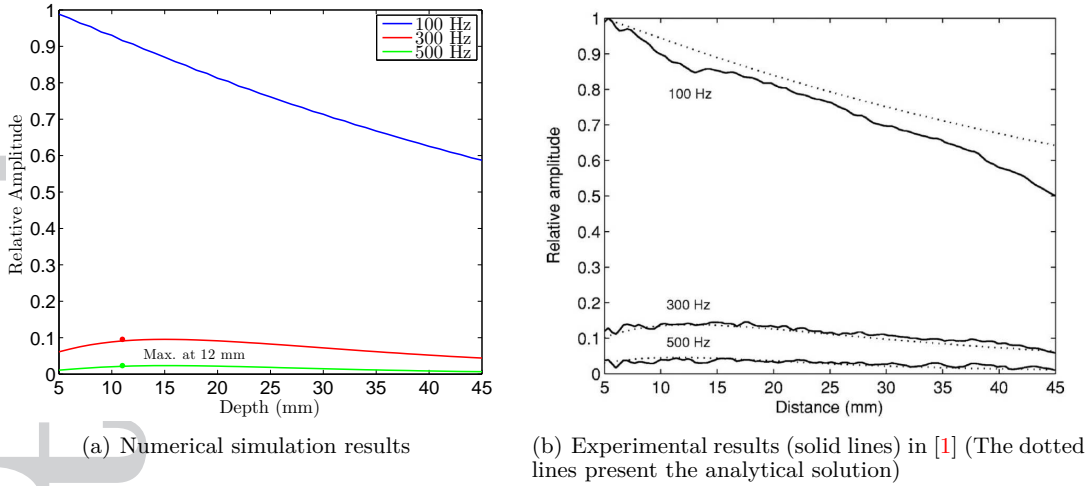 1
0.9
0.8
0.7
0.6
0.5
0.4
0.3
0.2
0.1
0
5 10 15 20 25 30 35 40 45
Relative Amplitude
Depth (mm)
100 Hz
300 Hz
500 Hz
Max. at 12 mm
(a) Numerical simulation results
1
0.9
0.8
0.7
0.6
0.5
0.4
0.3
0.2
0.1
0
5 10 15 20 25 30 35 40 45
Relative amplitude
Distance (mm)
100 Hz
300 Hz
500 Hz
(b) Experimental results (solid lines) in [1] (The dotted
lines present the analytical solution)